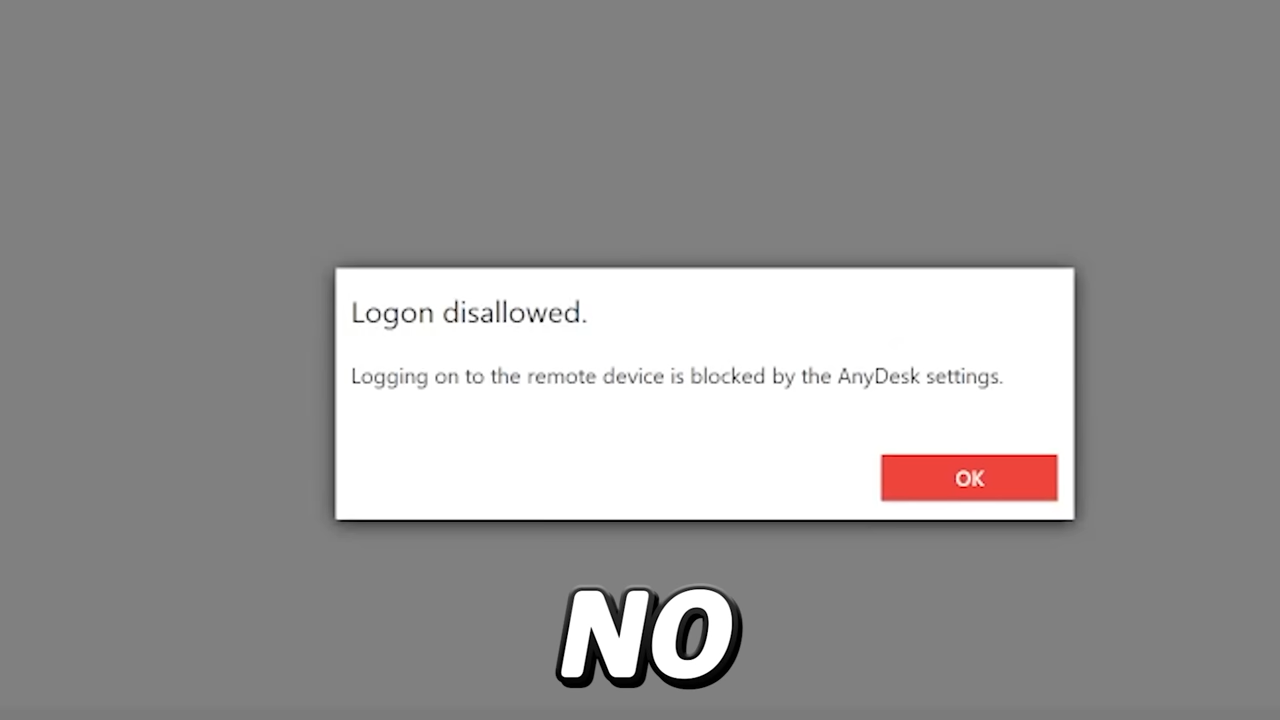 Logon disallowed.
Logging on to the remote device is blocked by the AnyDesk settings.
OK
NO